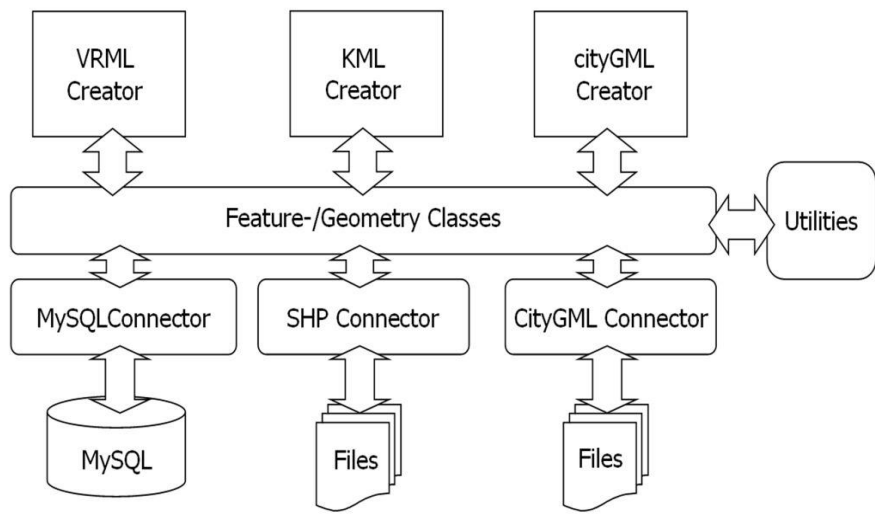 VRML
Creator
KML
Creator
cityGML
Creator
Feature-/Geometry Classes
Utilities
MySQLConnector
SHP Connector
CityGML Connector
MySQL
Files
Files